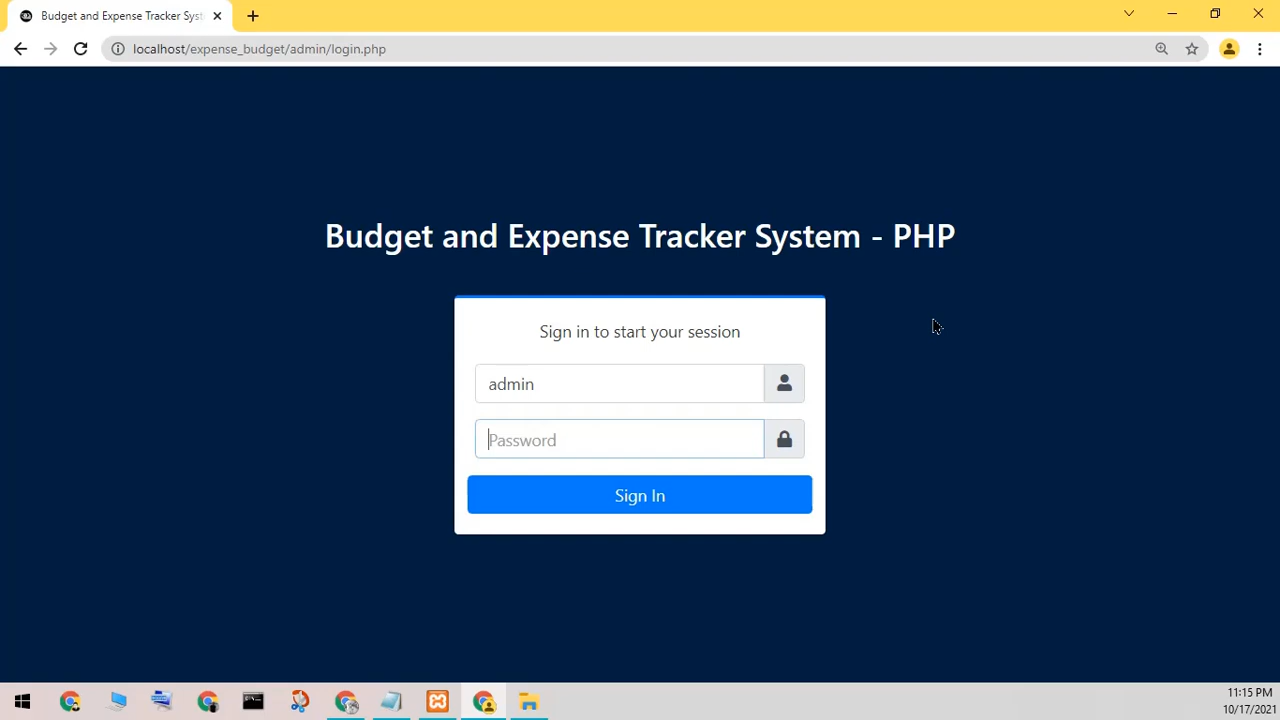 Budget and Expense Tracker Syst
localhost/expense_budget/admin/login.php
Budget and Expense Tracker System - PHP
Sign in to start your session
admin
Password
Sign In
11:15 PM
10/17/2021